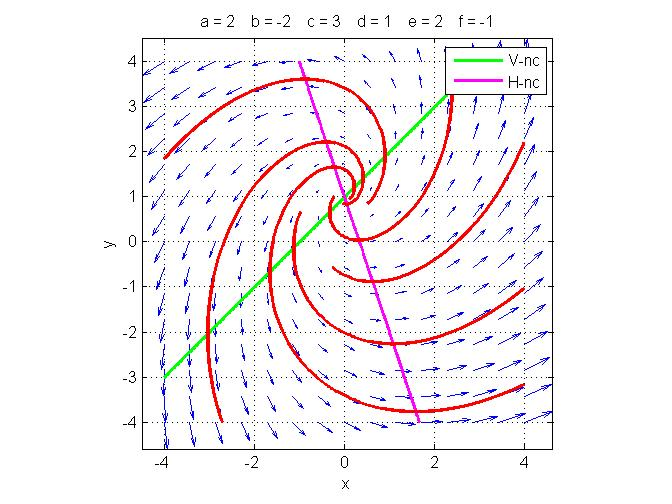 a = 2 b = -2 c = 3 d = 1 e = 2 f = -1
V-nc
H-nc
4
3
2
1
0
-1
-2
-3
-4
y
-4 -2 0 2 4
x